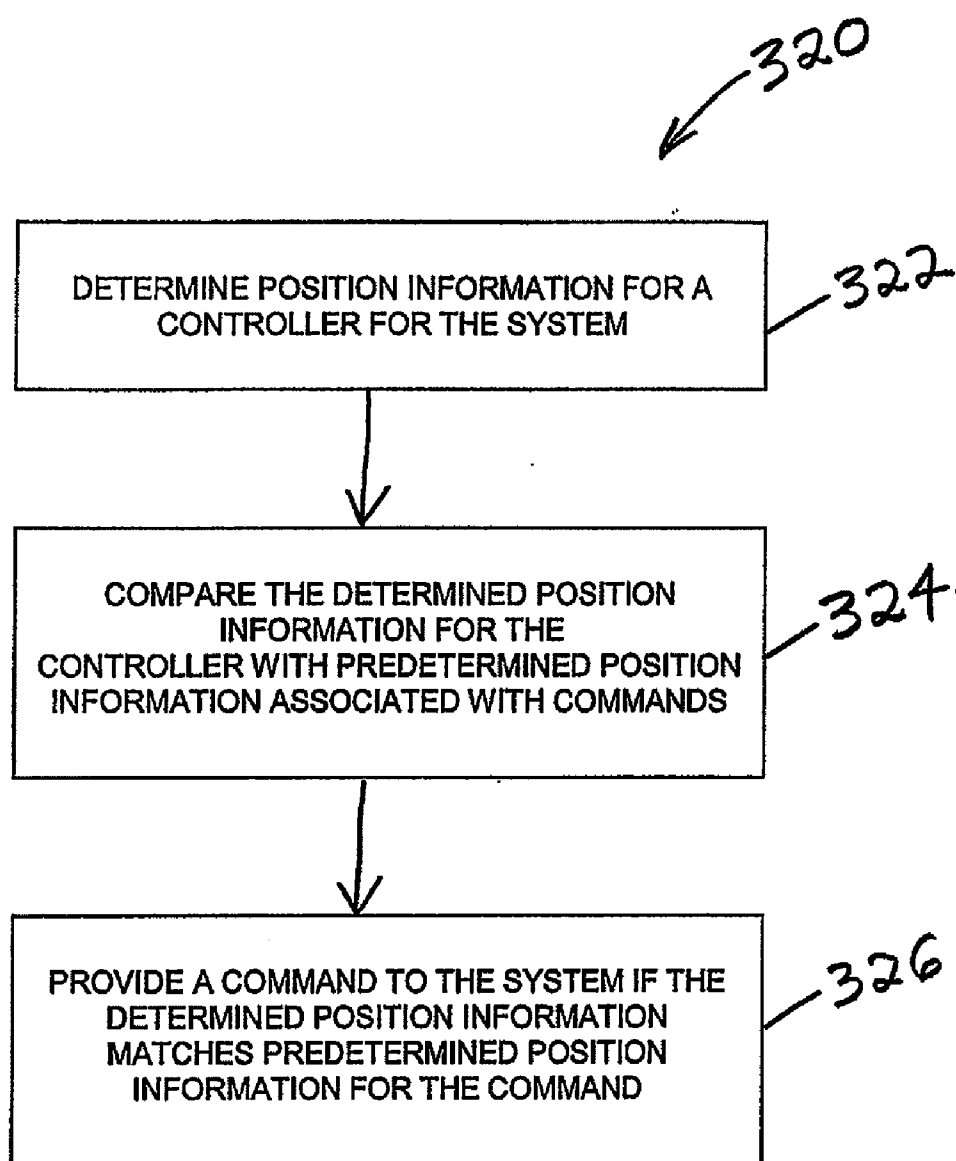 320
DETERMINE POSITION INFORMATION FOR A
CONTROLLER FOR THE SYSTEM
322
COMPARE THE DETERMINED POSITION
INFORMATION FOR THE
CONTROLLER WITH PREDETERMINED POSITION
INFORMATION ASSOCIATED WITH COMMANDS
324
PROVIDE A COMMAND TO THE SYSTEM IF THE
DETERMINED POSITION INFORMATION
MATCHES PREDETERMINED POSITION
INFORMATION FOR THE COMMAND
326